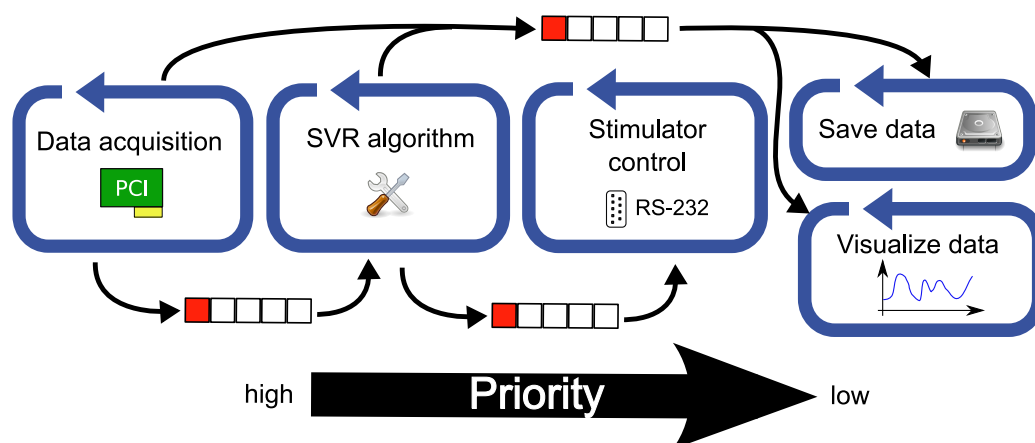 Data acquisition
PCI
SVR algorithm
Stimulator
control
RS-232
Save data
Visualize data
high
Priority
low